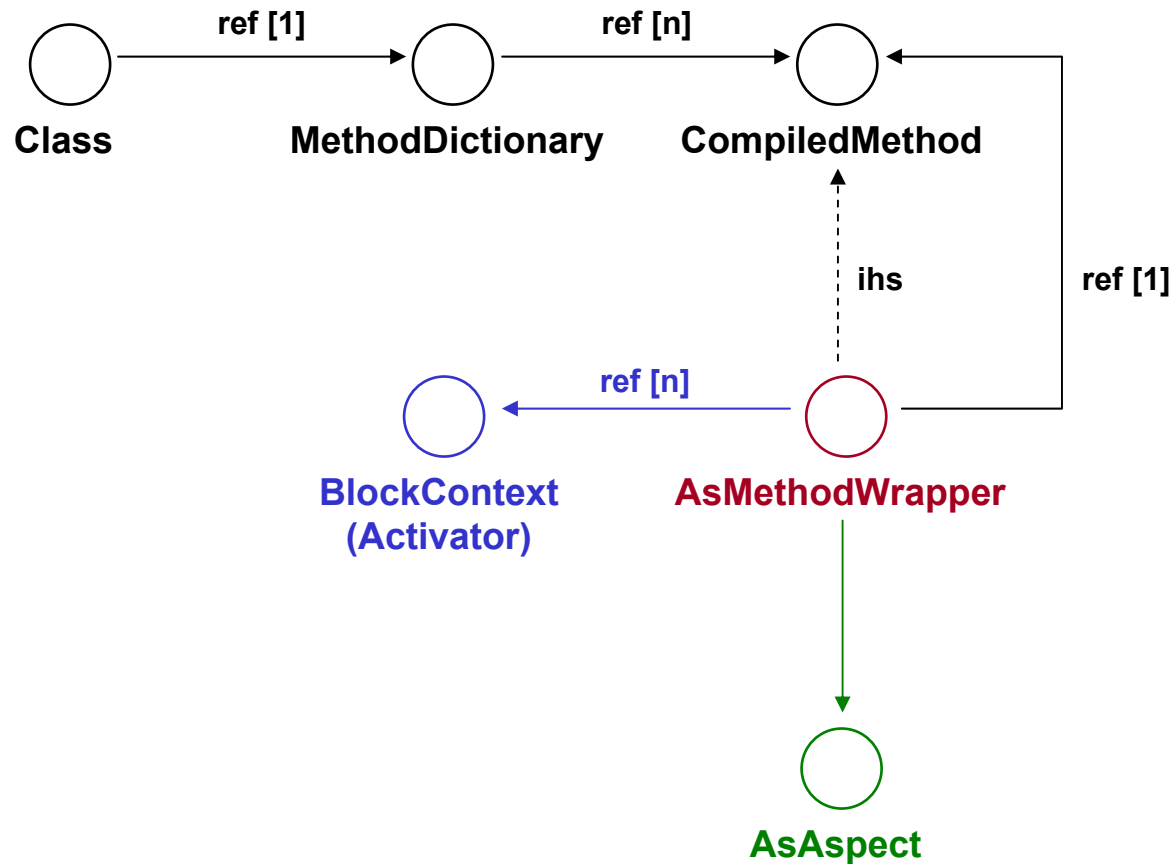 ref [1]
ref [n]
Class
MethodDictionary
CompiledMethod
ihs
ref [1]
ref [n]
BlockContext
(Activator)
AsMethodWrapper
AsAspect